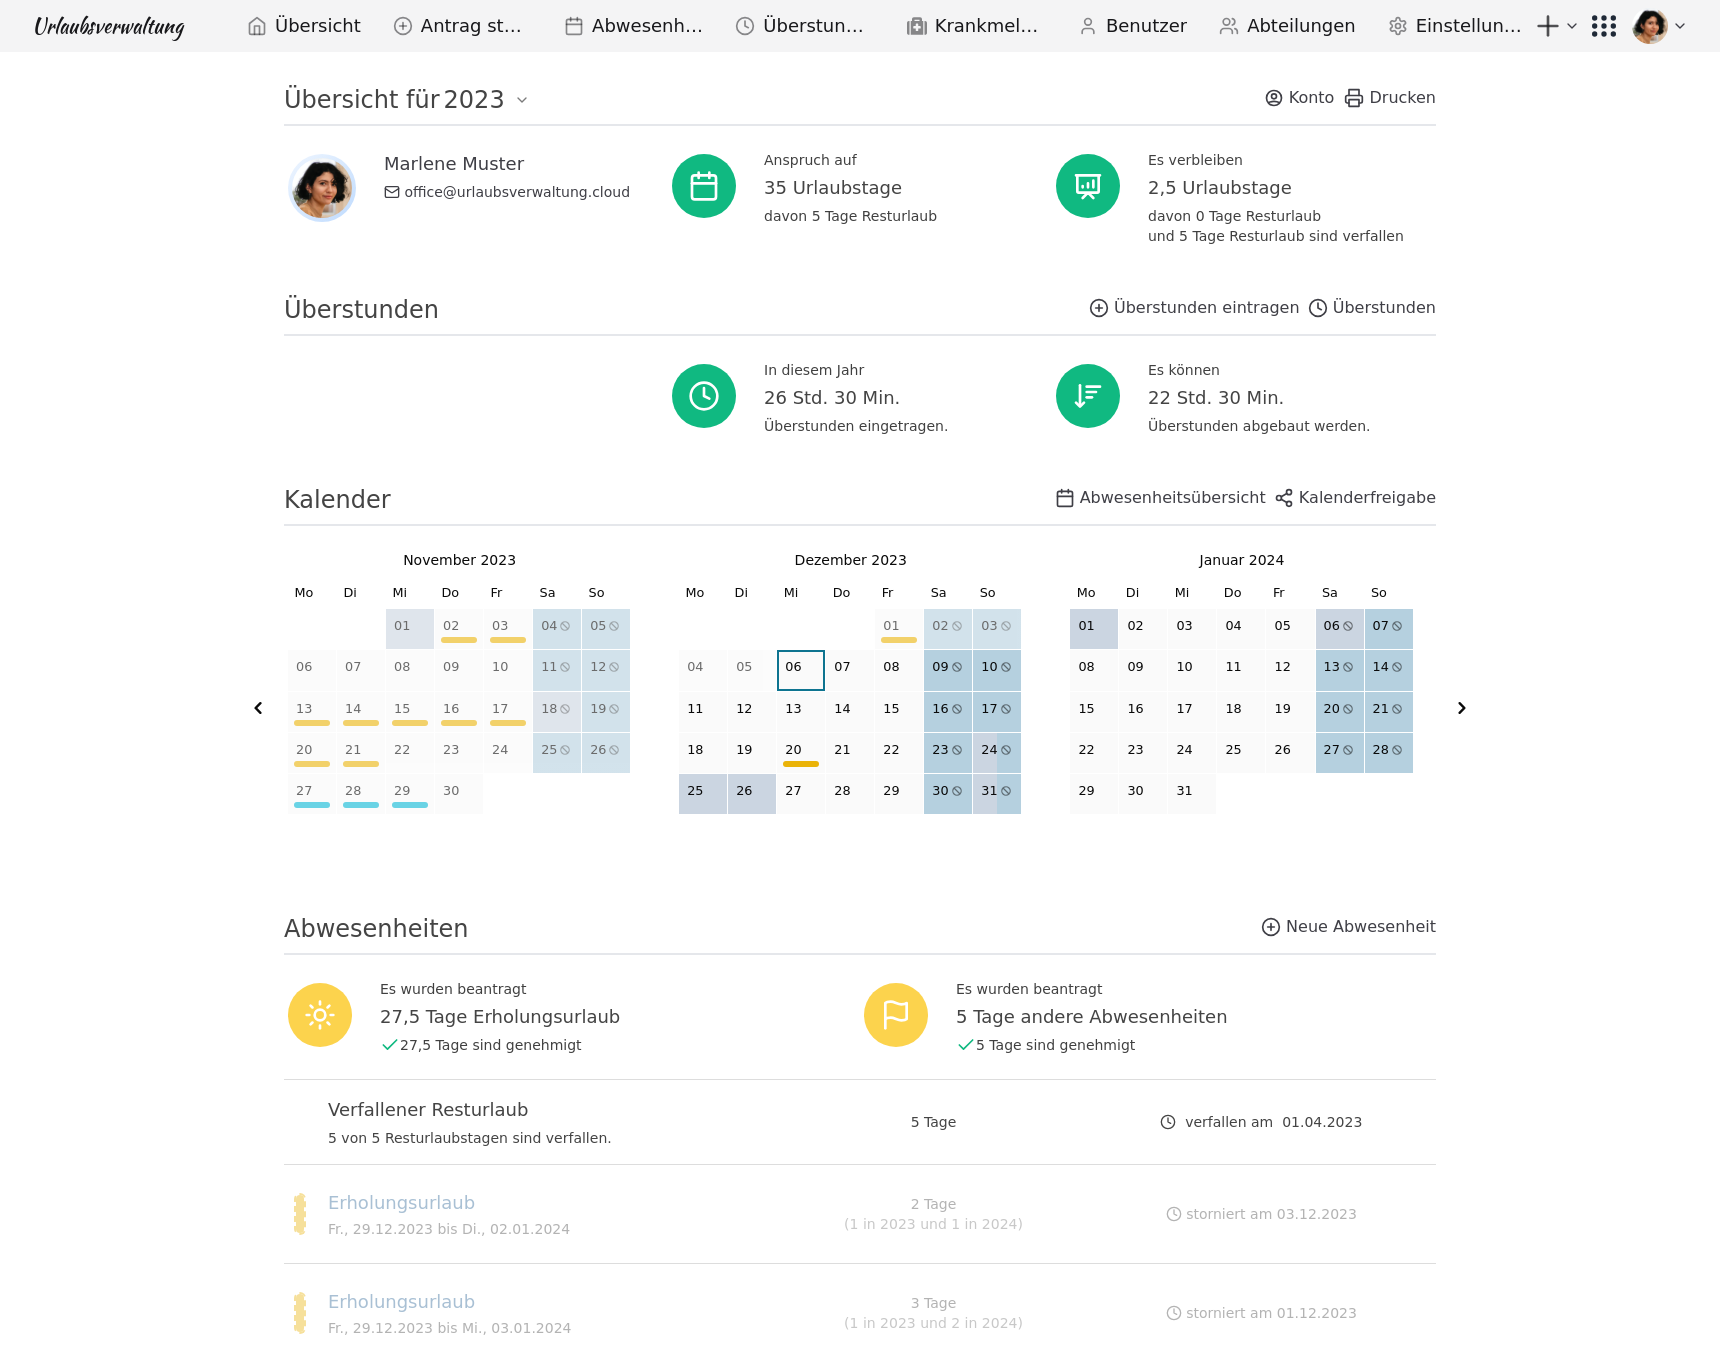 Urlaubsverwaltung Übersicht Antrag st... Abwesenh... Überstun... Krankmel... Benutzer Abteilungen Einstellun...
Übersicht für 2023 Konto Drucken
Marlene Muster
office@urlaubsverwaltung.cloud
Anspruch auf
35 Urlaubstage
davon 5 Tage Resturlaub
Es verbleiben
2,5 Urlaubstage
davon 0 Tage Resturlaub
und 5 Tage Resturlaub sind verfallen
Überstunden Überstunden eintragen Überstunden
In diesem Jahr
26 Std. 30 Min.
Überstunden eingetragen.
Es können
22 Std. 30 Min.
Überstunden abgebaut werden.
Kalender Abwesenheitsübersicht Kalenderfreigabe
November 2023
Mo Di Mi Do Fr Sa So
01 02 03 04 05
06 07 08 09 10 11 12
13 14 15 16 17 18 19
20 21 22 23 24 25 26
27 28 29 30
Dezember 2023
Mo Di Mi Do Fr Sa So
01 02 03
04 05 06 07 08 09 10
11 12 13 14 15 16 17
18 19 20 21 22 23 24
25 26 27 28 29 30 31
Januar 2024
Mo Di Mi Do Fr Sa So
01 02 03 04 05 06 07
08 09 10 11 12 13 14
15 16 17 18 19 20 21
22 23 24 25 26 27 28
29 30 31
Abwesenheiten Neue Abwesenheit
Es wurden beantragt
27,5 Tage Erholungsurlaub
27,5 Tage sind genehmigt
Es wurden beantragt
5 Tage andere Abwesenheiten
5 Tage sind genehmigt
Verfallener Resturlaub
5 von 5 Resturlaubstagen sind verfallen.
5 Tage
verfallen am 01.04.2023
Erholungsurlaub
Fr., 29.12.2023 bis Di., 02.01.2024
2 Tage
(1 in 2023 und 1 in 2024)
storniert am 03.12.2023
Erholungsurlaub
Fr., 29.12.2023 bis Mi., 03.01.2024
3 Tage
(1 in 2023 und 2 in 2024)
storniert am 01.12.2023